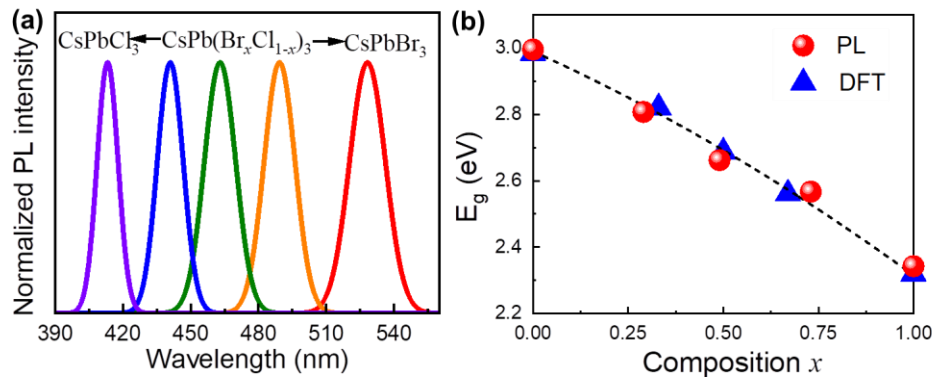 (a)
CsPbCl₃ CsPb(BrₓCl₁₋ₓ)₃ CsPbBr₃
Normalized PL intensity
390 420 450 480 510 540
Wavelength (nm)
(b)
PL
DFT
3.0
2.8
2.6
2.4
2.2
E_g (eV)
0.00 0.25 0.50 0.75 1.00
Composition x